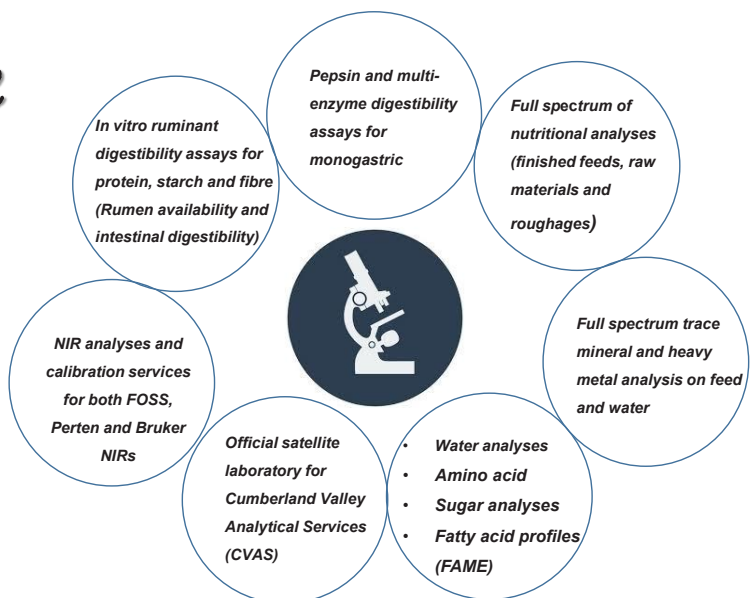 Pepsin and multi-
enzyme digestibility
assays for
monogastric
Full spectrum of
nutritional analyses
(finished feeds, raw
materials and
roughages)
Full spectrum trace
mineral and heavy
metal analysis on feed
and water
• Water analyses
• Amino acid
• Sugar analyses
• Fatty acid profiles
(FAME)
Official satellite
laboratory for
Cumberland Valley
Analytical Services
(CVAS)
NIR analyses and
calibration services
for both FOSS,
Perten and Bruker
NIRs
In vitro ruminant
digestibility assays for
protein, starch and fibre
(Rumen availability and
intestinal digestibility)